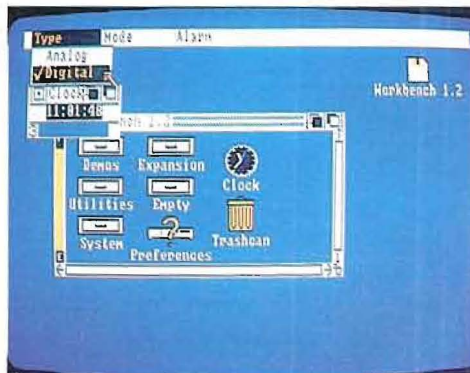 Type Mode Alarm
Analog
✓Digital
Clock
11:01:48
Workbench 1.2
Demos Expansion Clock
Utilities Empty
System Preferences Trashcan